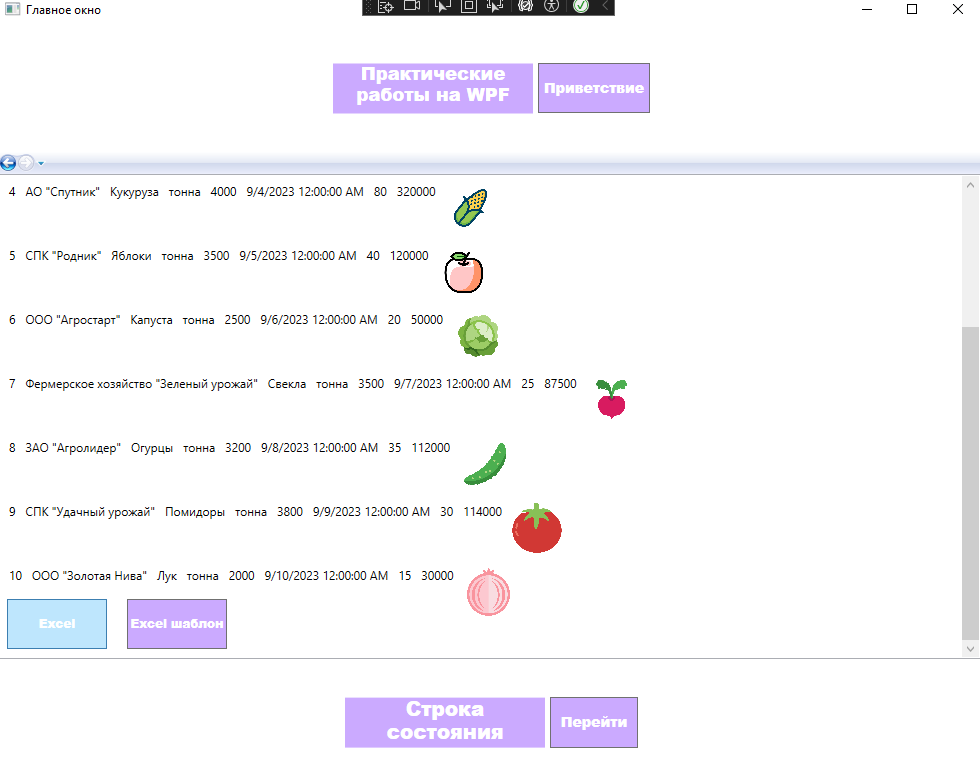 Главное окно
Практические
работы на WPF
Приветствие
4 АО "Спутник" Кукуруза тонна 4000 9/4/2023 12:00:00 AM 80 320000
5 СПК "Родник" Яблоки тонна 3500 9/5/2023 12:00:00 AM 40 120000
6 ООО "Агростарт" Капуста тонна 2500 9/6/2023 12:00:00 AM 20 50000
7 Фермерское хозяйство "Зеленый урожай" Свекла тонна 3500 9/7/2023 12:00:00 AM 25 87500
8 ЗАО "Агролидер" Огурцы тонна 3200 9/8/2023 12:00:00 AM 35 112000
9 СПК "Удачный урожай" Помидоры тонна 3800 9/9/2023 12:00:00 AM 30 114000
10 ООО "Золотая Нива" Лук тонна 2000 9/10/2023 12:00:00 AM 15 30000
Excel
Excel шаблон
Строка
состояния
Перейти